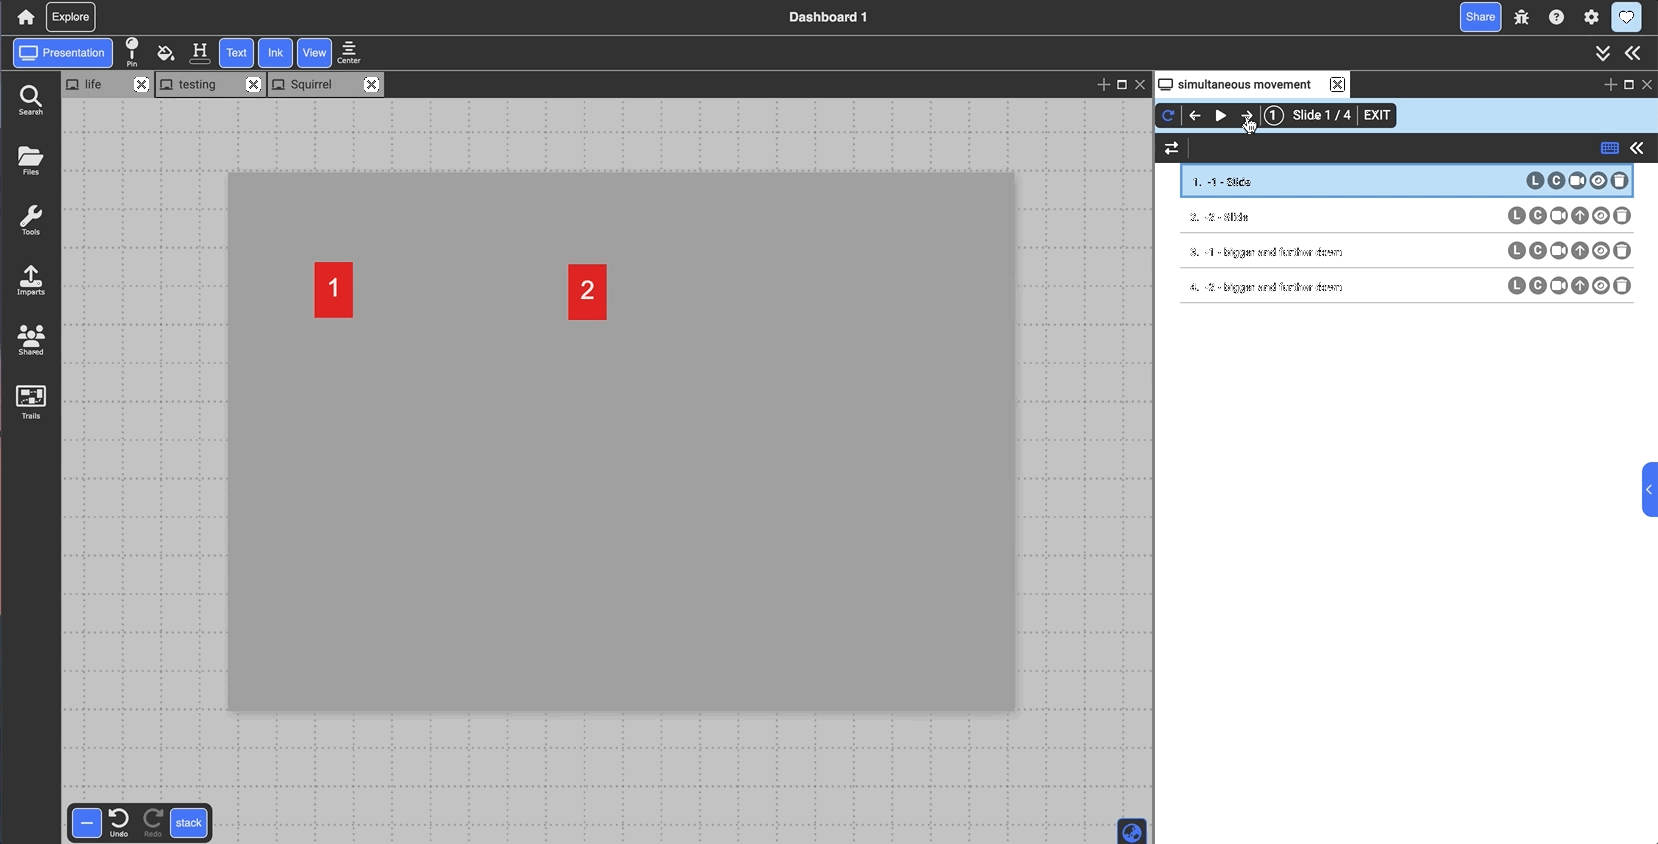 Explore
Dashboard 1
Share
Presentation
Pin
H
Text
Ink
View
Center
life
testing
Squirrel
simultaneous movement
1
Slide 1 / 4
EXIT
Search
Files
Tools
Imports
Shared
Trails
1
2
1. -1 - Slide
L C
2. -2 - Slide
L C
3. -1 - bigger and further down
L C
4. -2 - bigger and further down
L C
Undo
Redo
stack